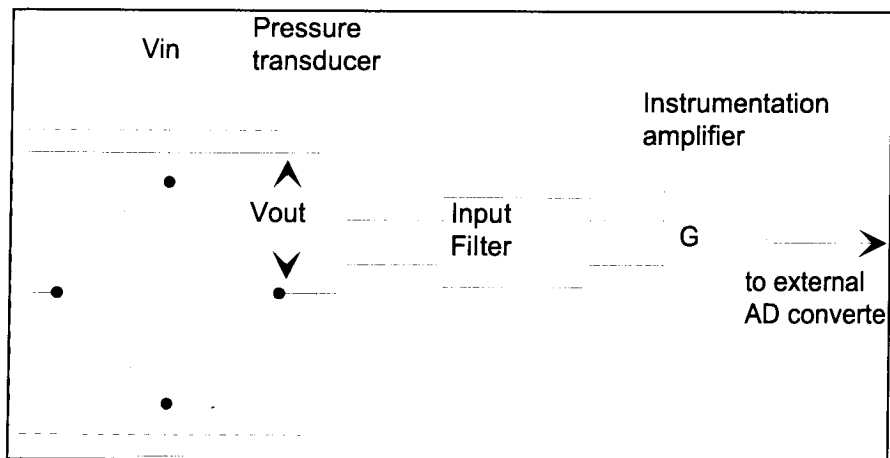 Vin
Pressure
transducer
Instrumentation
amplifier
Vout
Input
Filter
G
to external
AD converte